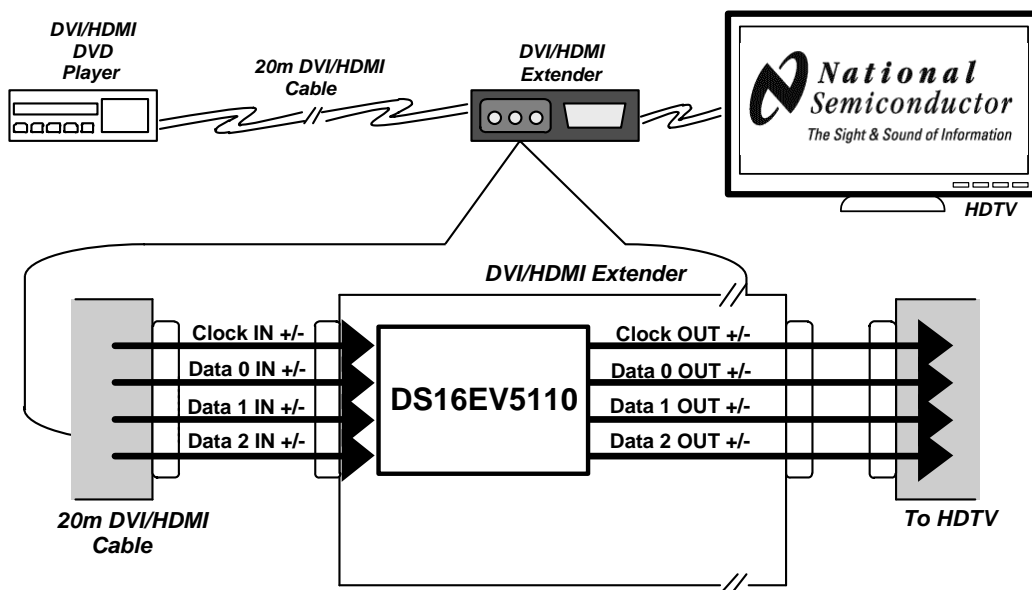 DVI/HDMI
DVD
Player
20m DVI/HDMI
Cable
DVI/HDMI
Extender
National
Semiconductor
The Sight & Sound of Information
HDTV
DVI/HDMI Extender
Clock IN +/-
Data 0 IN +/-
Data 1 IN +/-
Data 2 IN +/-
DS16EV5110
Clock OUT +/-
Data 0 OUT +/-
Data 1 OUT +/-
Data 2 OUT +/-
20m DVI/HDMI
Cable
To HDTV